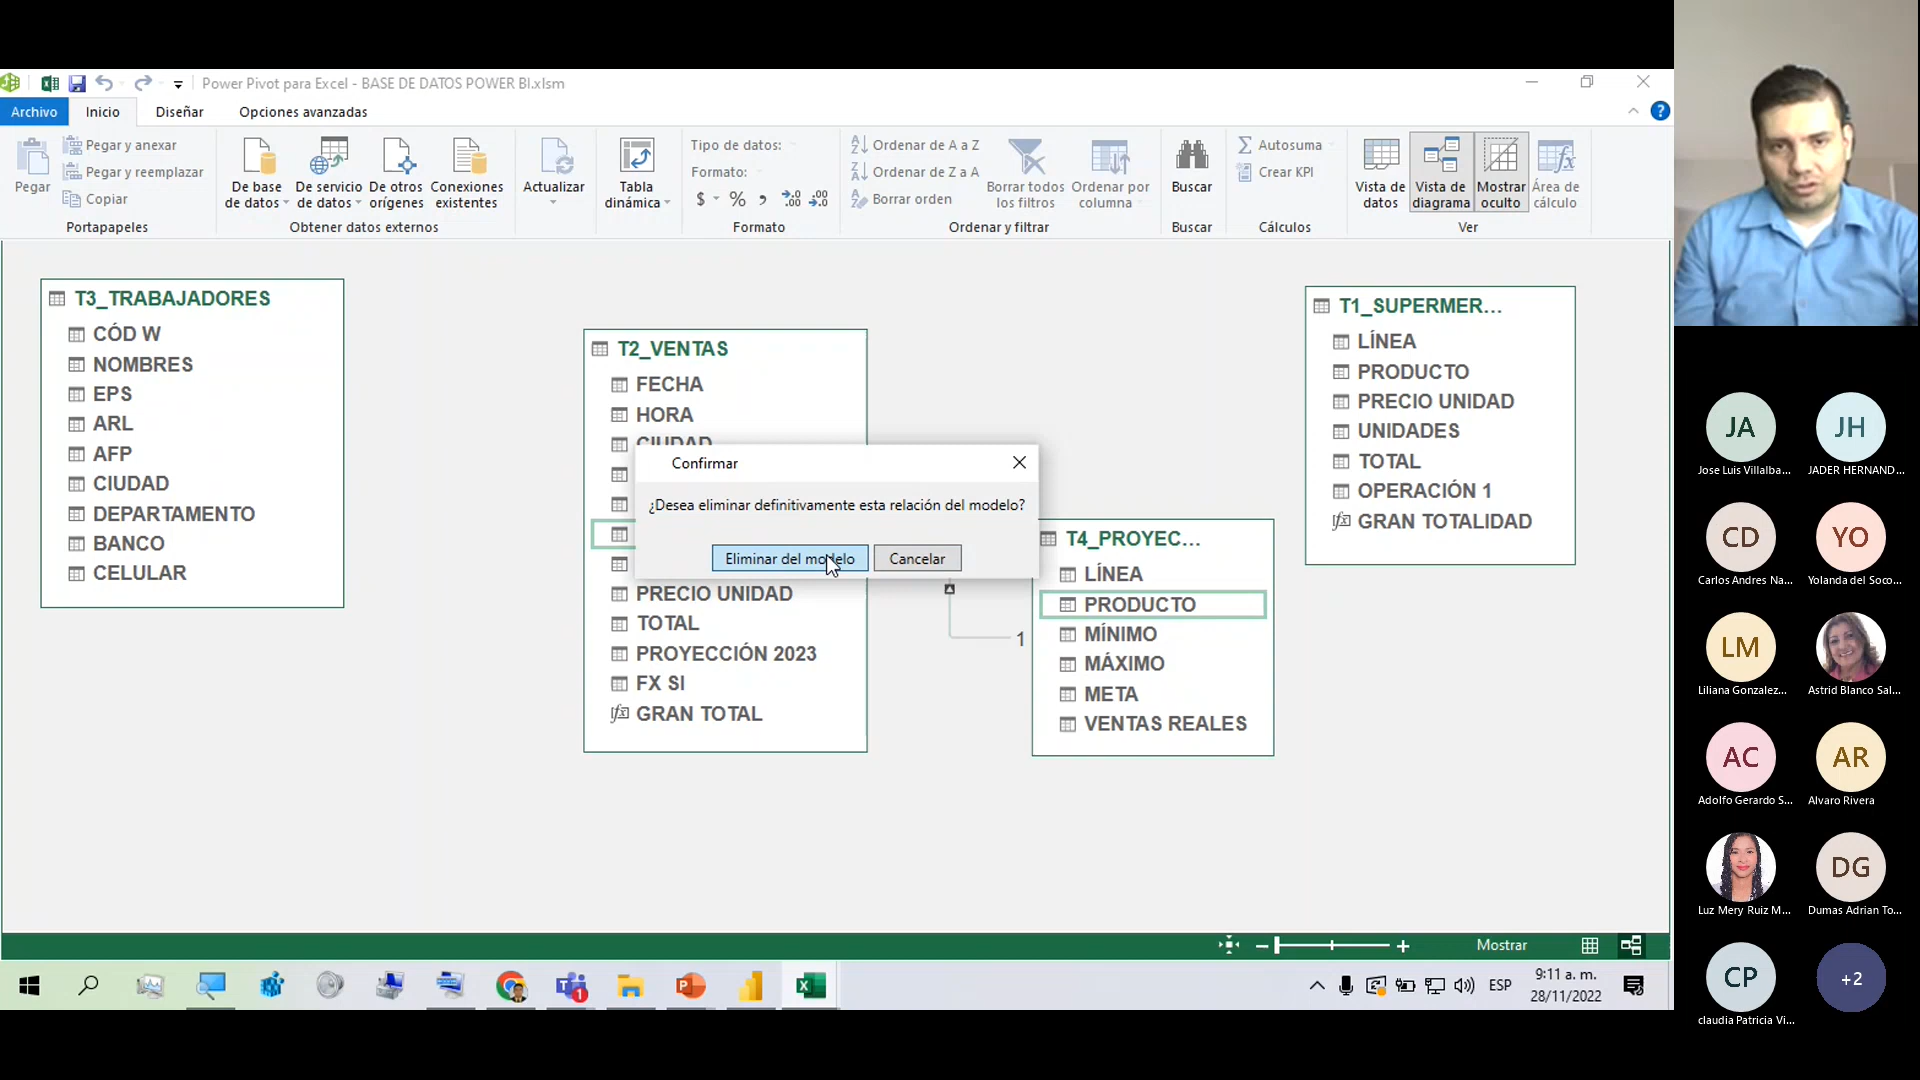 Power Pivot para Excel - BASE DE DATOS POWER BI.xlsm
Archivo
Inicio
Diseñar
Opciones avanzadas
Pegar
Pegar y anexar
Pegar y reemplazar
Copiar
Portapapeles
De base
de datos
De servicio
de datos
De otros
orígenes
Conexiones
existentes
Obtener datos externos
Actualizar
Tabla
dinámica
Tipo de datos:
Formato:
$ % ,00 ,0 ,00
Formato
Ordenar de A a Z
Ordenar de Z a A
Borrar orden
Borrar todos
los filtros
Ordenar por
columna
Ordenar y filtrar
Buscar
Buscar
Autosuma
Crear KPI
Cálculos
Vista de
datos
Vista de
diagrama
Mostrar
oculto
Área de
cálculo
Ver
T3_TRABAJADORES
CÓD W
NOMBRES
EPS
ARL
AFP
CIUDAD
DEPARTAMENTO
BANCO
CELULAR
T2_VENTAS
FECHA
HORA
CIUDAD
PRECIO UNIDAD
TOTAL
PROYECCIÓN 2023
FX SI
GRAN TOTAL
Confirmar
¿Desea eliminar definitivamente esta relación del modelo?
Eliminar del modelo
Cancelar
1
T4_PROYEC...
LÍNEA
PRODUCTO
MÍNIMO
MÁXIMO
META
VENTAS REALES
T1_SUPERMER...
LÍNEA
PRODUCTO
PRECIO UNIDAD
UNIDADES
TOTAL
OPERACIÓN 1
GRAN TOTALIDAD
Mostrar
ESP
9:11 a. m.
28/11/2022
JA
Jose Luis Villalba...
JH
JADER HERNAND...
CD
Carlos Andres Na...
YO
Yolanda del Soco...
LM
Liliana Gonzalez...
Astrid Blanco Sal...
AC
Adolfo Gerardo S...
AR
Alvaro Rivera
Luz Mery Ruiz M...
DG
Dumas Adrian To...
CP
claudia Patricia Vi...
+2